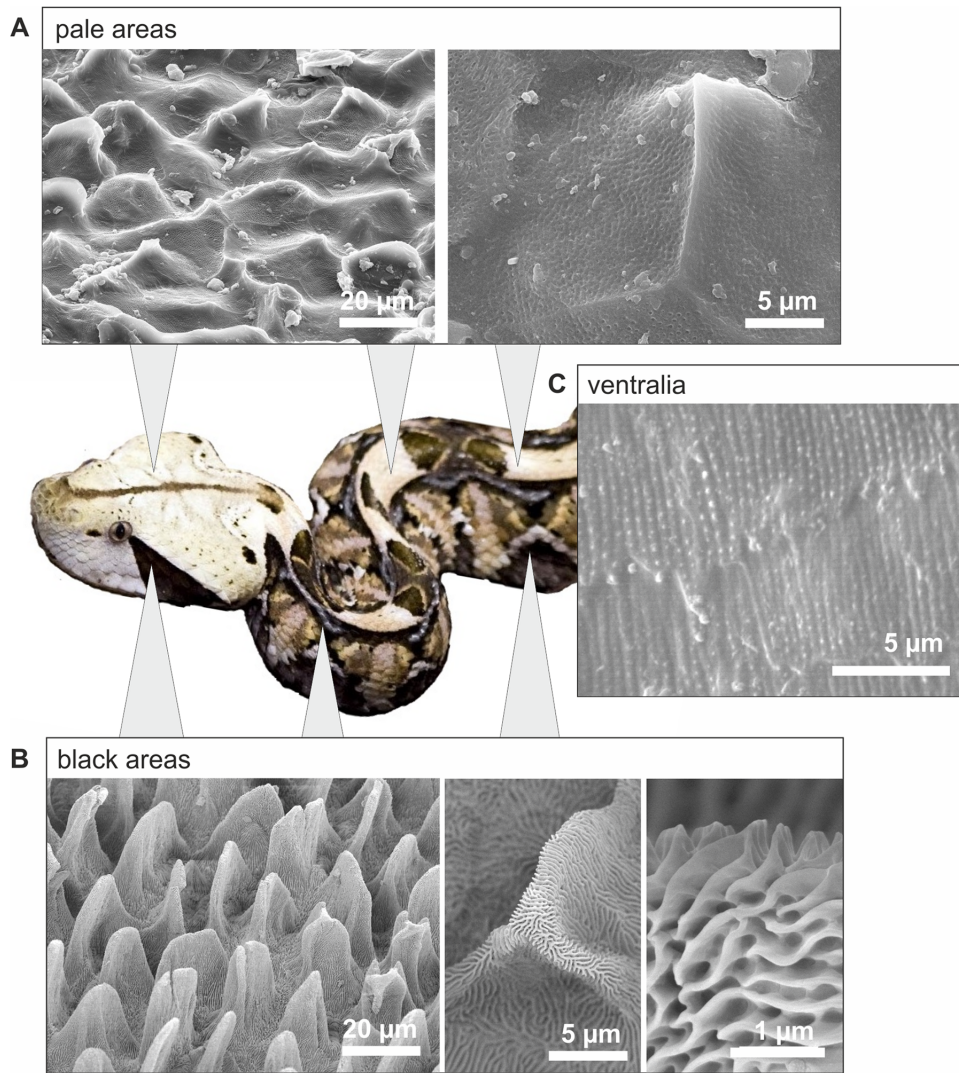 A
pale areas
20 µm
5 µm
C
ventralia
5 µm
B
black areas
20 µm
5 µm
1 µm